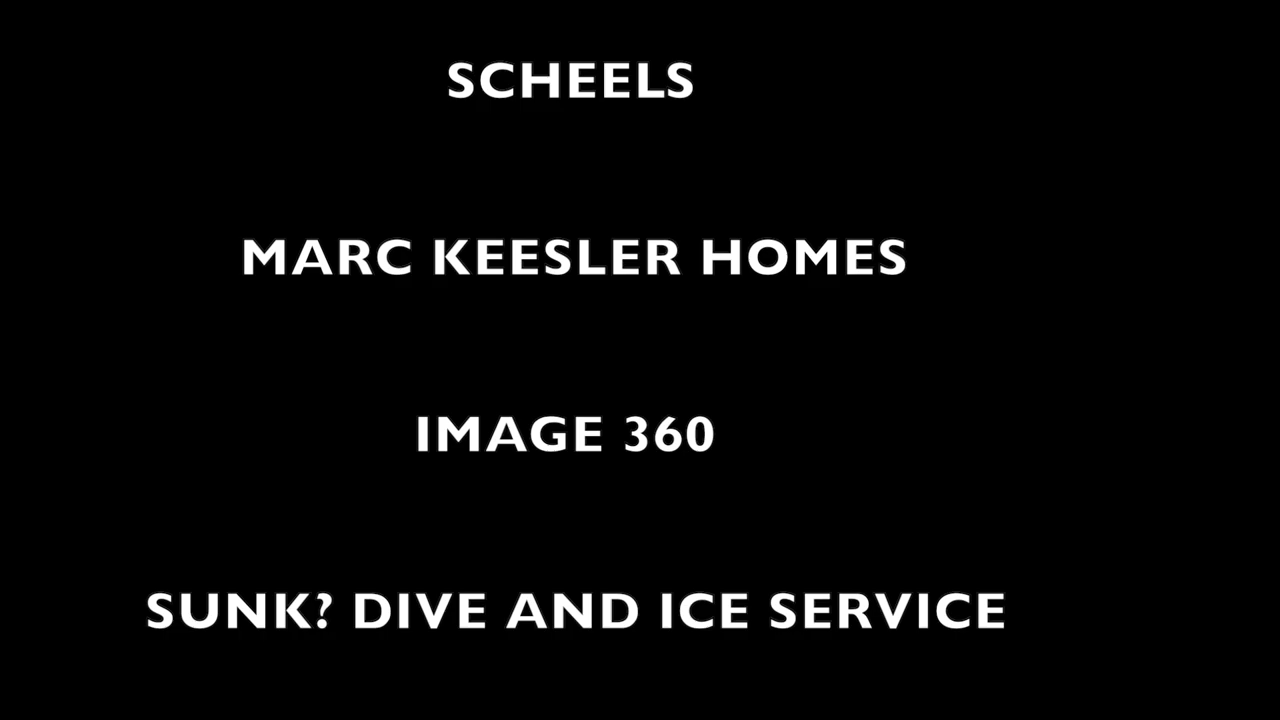 SCHEELS
MARC KEESLER HOMES
IMAGE 360
SUNK? DIVE AND ICE SERVICE